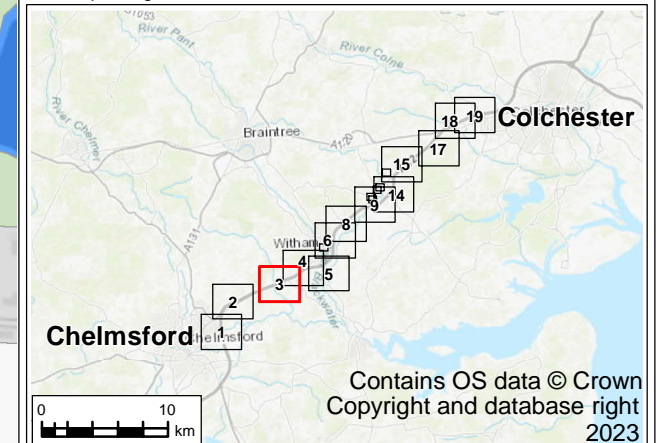 C1053
River Pant
River Colne
River Chelmer
Braintree
A120
Colchester
18
19
17
15
A131
14
9
8
Witham
6
4
5
3
2
Chelmsford
1
Contains OS data © Crown
Copyright and database right
2023
0 10
km